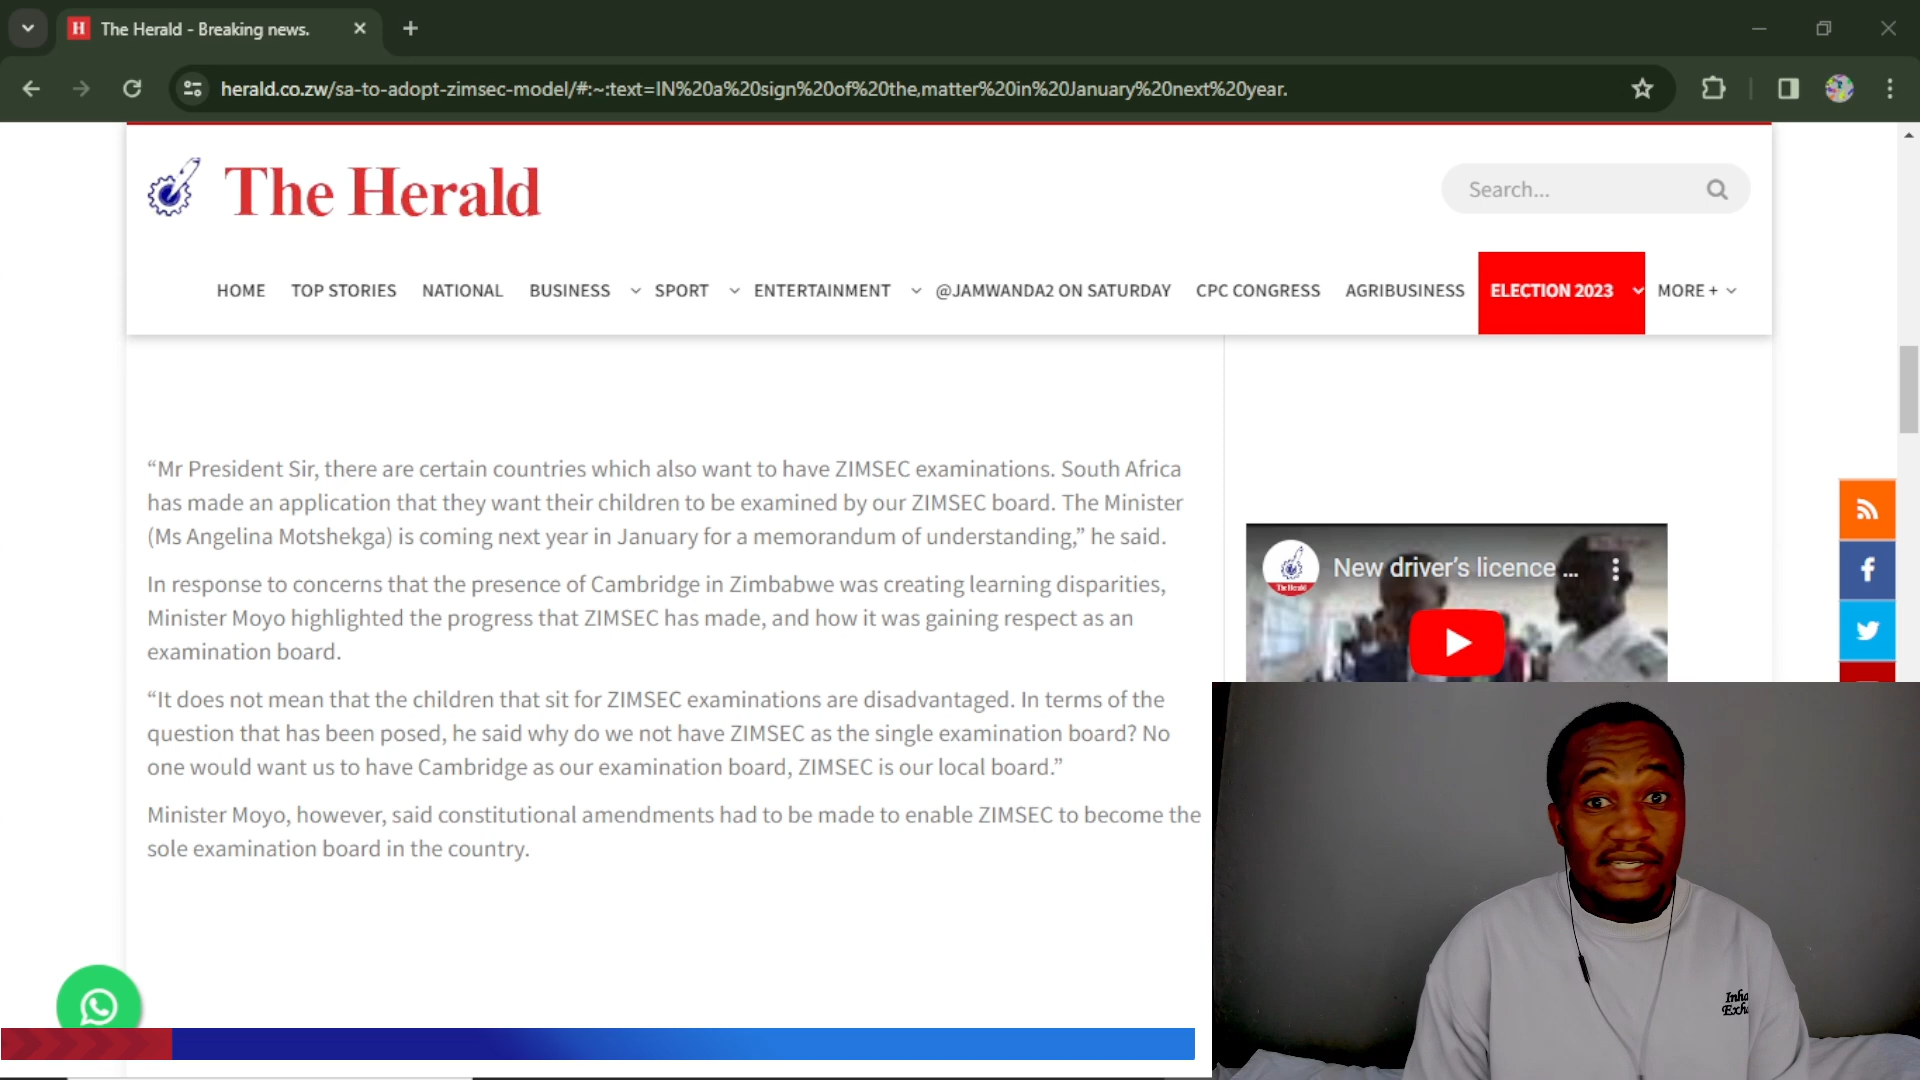 H The Herald - Breaking news.
herald.co.zw/sa-to-adopt-zimsec-model/#:~:text=IN%20a%20sign%20of%20the,matter%20in%20January%20next%20year.
The Herald
Search...
HOME TOP STORIES NATIONAL BUSINESS SPORT ENTERTAINMENT @JAMWANDA2 ON SATURDAY CPC CONGRESS AGRIBUSINESS ELECTION 2023 MORE +
“Mr President Sir, there are certain countries which also want to have ZIMSEC examinations. South Africa
has made an application that they want their children to be examined by our ZIMSEC board. The Minister
(Ms Angelina Motshekga) is coming next year in January for a memorandum of understanding,” he said.
In response to concerns that the presence of Cambridge in Zimbabwe was creating learning disparities,
Minister Moyo highlighted the progress that ZIMSEC has made, and how it was gaining respect as an
examination board.
“It does not mean that the children that sit for ZIMSEC examinations are disadvantaged. In terms of the
question that has been posed, he said why do we not have ZIMSEC as the single examination board? No
one would want us to have Cambridge as our examination board, ZIMSEC is our local board.”
Minister Moyo, however, said constitutional amendments had to be made to enable ZIMSEC to become the
sole examination board in the country.
New driver’s licence ...
The Herald
f
Inha
Exha